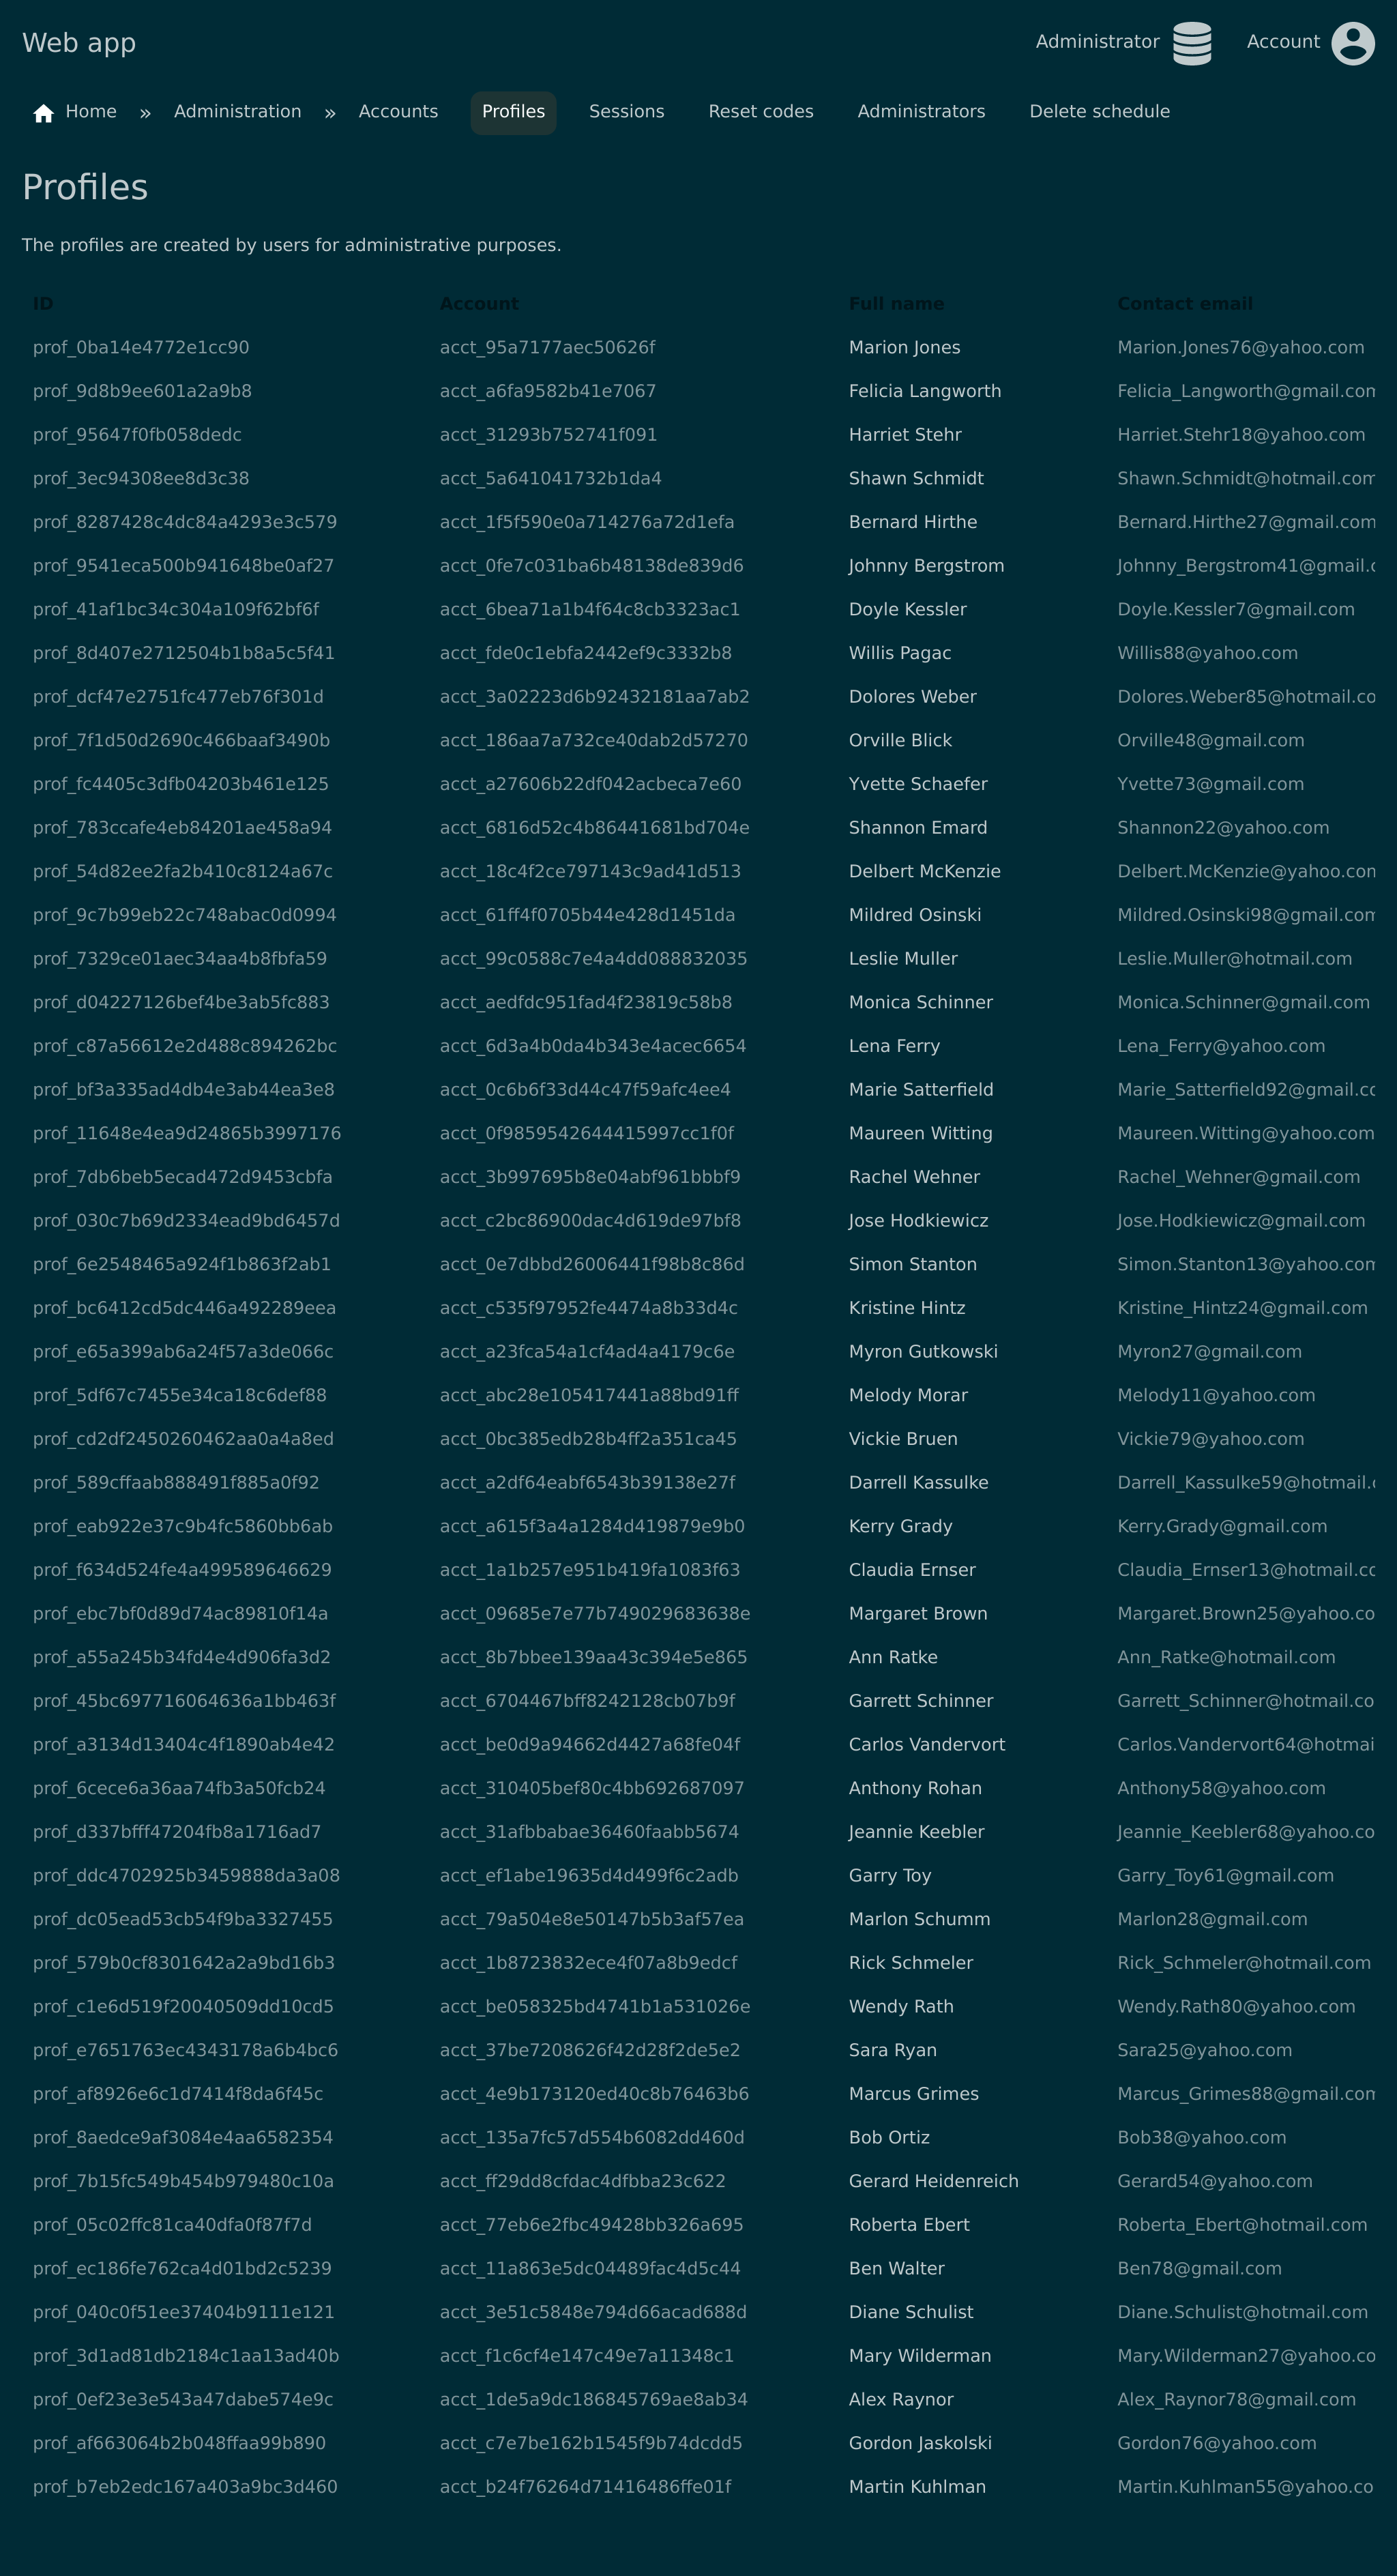 Web app
Administrator
Account
Home » Administration » Accounts Profiles Sessions Reset codes Administrators Delete schedule
Profiles
The profiles are created by users for administrative purposes.
ID Account Full name Contact email
prof_0ba14e4772e1cc90 acct_95a7177aec50626f Marion Jones Marion.Jones76@yahoo.com
prof_9d8b9ee601a2a9b8 acct_a6fa9582b41e7067 Felicia Langworth Felicia_Langworth@gmail.com
prof_95647f0fb058dedc acct_31293b752741f091 Harriet Stehr Harriet.Stehr18@yahoo.com
prof_3ec94308ee8d3c38 acct_5a641041732b1da4 Shawn Schmidt Shawn.Schmidt@hotmail.com
prof_8287428c4dc84a4293e3c579 acct_1f5f590e0a714276a72d1efa Bernard Hirthe Bernard.Hirthe27@gmail.com
prof_9541eca500b941648be0af27 acct_0fe7c031ba6b48138de839d6 Johnny Bergstrom Johnny_Bergstrom41@gmail.c
prof_41af1bc34c304a109f62bf6f acct_6bea71a1b4f64c8cb3323ac1 Doyle Kessler Doyle.Kessler7@gmail.com
prof_8d407e2712504b1b8a5c5f41 acct_fde0c1ebfa2442ef9c3332b8 Willis Pagac Willis88@yahoo.com
prof_dcf47e2751fc477eb76f301d acct_3a02223d6b92432181aa7ab2 Dolores Weber Dolores.Weber85@hotmail.co
prof_7f1d50d2690c466baaf3490b acct_186aa7a732ce40dab2d57270 Orville Blick Orville48@gmail.com
prof_fc4405c3dfb04203b461e125 acct_a27606b22df042acbeca7e60 Yvette Schaefer Yvette73@gmail.com
prof_783ccafe4eb84201ae458a94 acct_6816d52c4b86441681bd704e Shannon Emard Shannon22@yahoo.com
prof_54d82ee2fa2b410c8124a67c acct_18c4f2ce797143c9ad41d513 Delbert McKenzie Delbert.McKenzie@yahoo.com
prof_9c7b99eb22c748abac0d0994 acct_61ff4f0705b44e428d1451da Mildred Osinski Mildred.Osinski98@gmail.com
prof_7329ce01aec34aa4b8fbfa59 acct_99c0588c7e4a4dd088832035 Leslie Muller Leslie.Muller@hotmail.com
prof_d04227126bef4be3ab5fc883 acct_aedfdc951fad4f23819c58b8 Monica Schinner Monica.Schinner@gmail.com
prof_c87a56612e2d488c894262bc acct_6d3a4b0da4b343e4acec6654 Lena Ferry Lena_Ferry@yahoo.com
prof_bf3a335ad4db4e3ab44ea3e8 acct_0c6b6f33d44c47f59afc4ee4 Marie Satterfield Marie_Satterfield92@gmail.cc
prof_11648e4ea9d24865b3997176 acct_0f9859542644415997cc1f0f Maureen Witting Maureen.Witting@yahoo.com
prof_7db6beb5ecad472d9453cbfa acct_3b997695b8e04abf961bbbf9 Rachel Wehner Rachel_Wehner@gmail.com
prof_030c7b69d2334ead9bd6457d acct_c2bc86900dac4d619de97bf8 Jose Hodkiewicz Jose.Hodkiewicz@gmail.com
prof_6e2548465a924f1b863f2ab1 acct_0e7dbbd26006441f98b8c86d Simon Stanton Simon.Stanton13@yahoo.com
prof_bc6412cd5dc446a492289eea acct_c535f97952fe4474a8b33d4c Kristine Hintz Kristine_Hintz24@gmail.com
prof_e65a399ab6a24f57a3de066c acct_a23fca54a1cf4ad4a4179c6e Myron Gutkowski Myron27@gmail.com
prof_5df67c7455e34ca18c6def88 acct_abc28e105417441a88bd91ff Melody Morar Melody11@yahoo.com
prof_cd2df2450260462aa0a4a8ed acct_0bc385edb28b4ff2a351ca45 Vickie Bruen Vickie79@yahoo.com
prof_589cffaab888491f885a0f92 acct_a2df64eabf6543b39138e27f Darrell Kassulke Darrell_Kassulke59@hotmail.c
prof_eab922e37c9b4fc5860bb6ab acct_a615f3a4a1284d419879e9b0 Kerry Grady Kerry.Grady@gmail.com
prof_f634d524fe4a499589646629 acct_1a1b257e951b419fa1083f63 Claudia Ernser Claudia_Ernser13@hotmail.cc
prof_ebc7bf0d89d74ac89810f14a acct_09685e7e77b749029683638e Margaret Brown Margaret.Brown25@yahoo.co
prof_a55a245b34fd4e4d906fa3d2 acct_8b7bbee139aa43c394e5e865 Ann Ratke Ann_Ratke@hotmail.com
prof_45bc697716064636a1bb463f acct_6704467bff8242128cb07b9f Garrett Schinner Garrett_Schinner@hotmail.co
prof_a3134d13404c4f1890ab4e42 acct_be0d9a94662d4427a68fe04f Carlos Vandervort Carlos.Vandervort64@hotmai
prof_6cece6a36aa74fb3a50fcb24 acct_310405bef80c4bb692687097 Anthony Rohan Anthony58@yahoo.com
prof_d337bfff47204fb8a1716ad7 acct_31afbbabae36460faabb5674 Jeannie Keebler Jeannie_Keebler68@yahoo.co
prof_ddc4702925b3459888da3a08 acct_ef1abe19635d4d499f6c2adb Garry Toy Garry_Toy61@gmail.com
prof_dc05ead53cb54f9ba3327455 acct_79a504e8e50147b5b3af57ea Marlon Schumm Marlon28@gmail.com
prof_579b0cf8301642a2a9bd16b3 acct_1b8723832ece4f07a8b9edcf Rick Schmeler Rick_Schmeler@hotmail.com
prof_c1e6d519f20040509dd10cd5 acct_be058325bd4741b1a531026e Wendy Rath Wendy.Rath80@yahoo.com
prof_e7651763ec4343178a6b4bc6 acct_37be7208626f42d28f2de5e2 Sara Ryan Sara25@yahoo.com
prof_af8926e6c1d7414f8da6f45c acct_4e9b173120ed40c8b76463b6 Marcus Grimes Marcus_Grimes88@gmail.com
prof_8aedce9af3084e4aa6582354 acct_135a7fc57d554b6082dd460d Bob Ortiz Bob38@yahoo.com
prof_7b15fc549b454b979480c10a acct_ff29dd8cfdac4dfbba23c622 Gerard Heidenreich Gerard54@yahoo.com
prof_05c02ffc81ca40dfa0f87f7d acct_77eb6e2fbc49428bb326a695 Roberta Ebert Roberta_Ebert@hotmail.com
prof_ec186fe762ca4d01bd2c5239 acct_11a863e5dc04489fac4d5c44 Ben Walter Ben78@gmail.com
prof_040c0f51ee37404b9111e121 acct_3e51c5848e794d66acad688d Diane Schulist Diane.Schulist@hotmail.com
prof_3d1ad81db2184c1aa13ad40b acct_f1c6cf4e147c49e7a11348c1 Mary Wilderman Mary.Wilderman27@yahoo.co
prof_0ef23e3e543a47dabe574e9c acct_1de5a9dc186845769ae8ab34 Alex Raynor Alex_Raynor78@gmail.com
prof_af663064b2b048ffaa99b890 acct_c7e7be162b1545f9b74dcdd5 Gordon Jaskolski Gordon76@yahoo.com
prof_b7eb2edc167a403a9bc3d460 acct_b24f76264d71416486ffe01f Martin Kuhlman Martin.Kuhlman55@yahoo.co